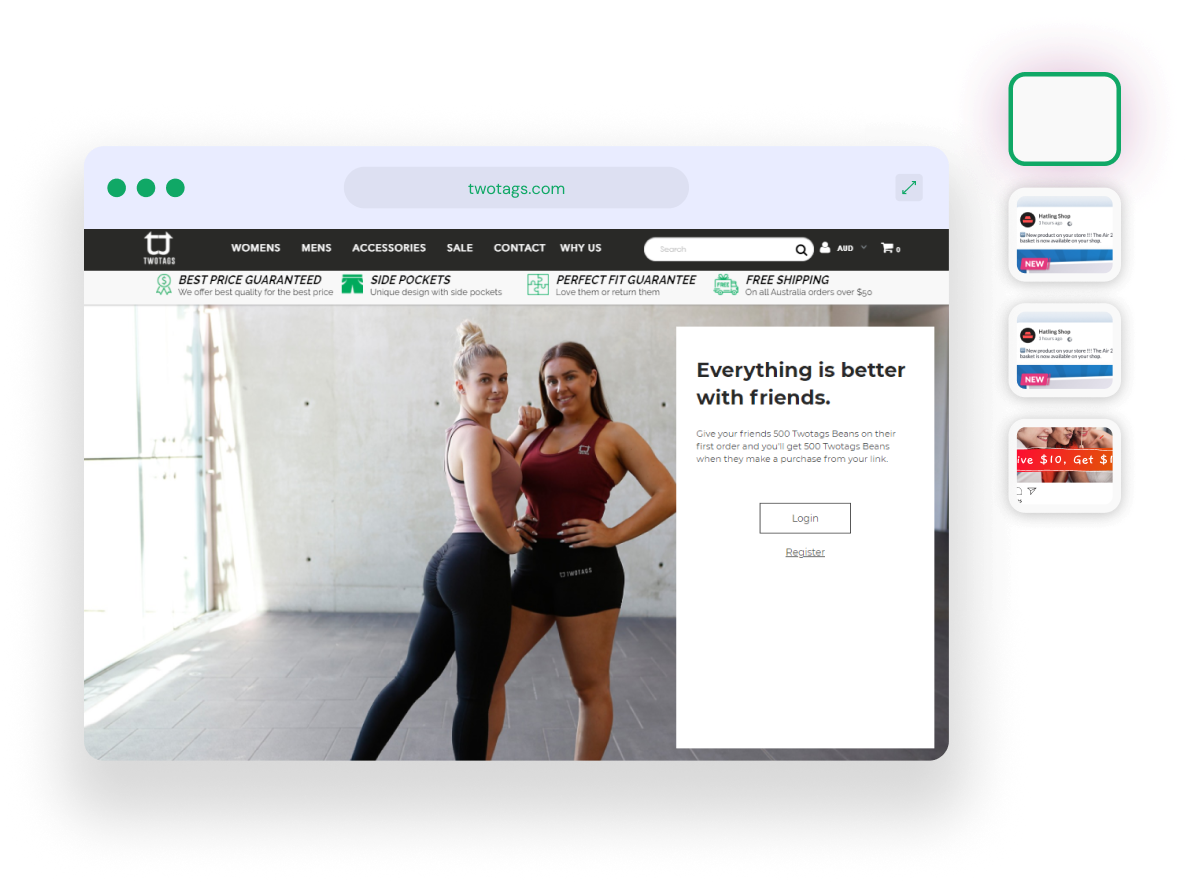 twotags.com
TWOTAGS
WOMENS MENS ACCESSORIES SALE CONTACT WHY US
Search
AUD
0
BEST PRICE GUARANTEED
We offer best quality for the best price
SIDE POCKETS
Unique design with side pockets
PERFECT FIT GUARANTEE
Love them or return them
FREE
FREE SHIPPING
On all Australia orders over $50
TWOTAGS
Everything is better
with friends.
Give your friends 500 Twotags Beans on their
first order and you'll get 500 Twotags Beans
when they make a purchase from your link.
Login
Register
Hatling Shop
3 hours ago
New product on your store !!! The Air 2
basket is now available on your shop.
NEW
Hatling Shop
3 hours ago
New product on your store !!! The Air 2
basket is now available on your shop.
NEW
ive $10, Get $1